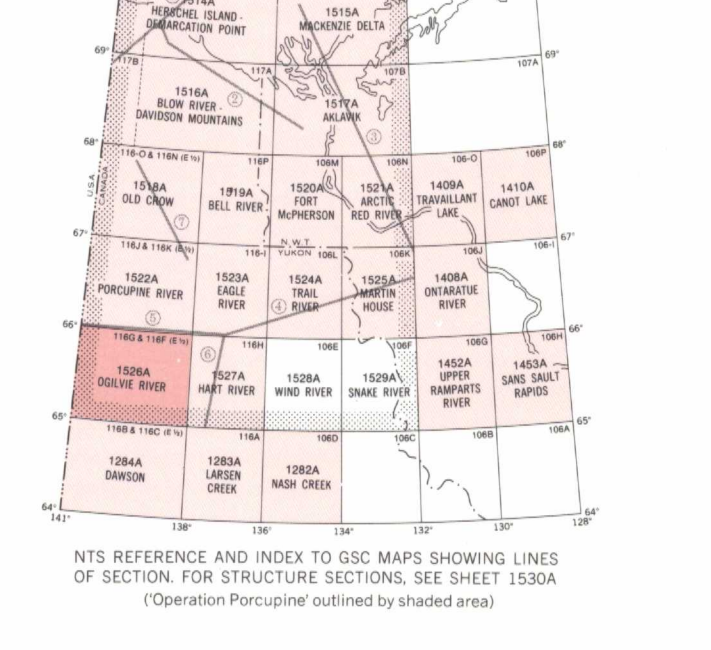 1514A
HERSCHEL ISLAND -
DEMARCATION POINT
1515A
MACKENZIE DELTA
69°
69°
117B
117A
107B
107A
1516A
BLOW RIVER -
DAVIDSON MOUNTAINS
②
1517A
AKLAVIK
③
68°
68°
116-O & 116N (E ½)
116P
106M
106N
106-O
106P
U.S.A.
CANADA
1518A
OLD CROW
⑦
1519A
BELL RIVER
1520A
FORT
McPHERSON
1521A
ARCTIC
RED RIVER
1409A
TRAVAILLANT
LAKE
1410A
CANOT LAKE
67°
67°
N.W.T.
YUKON
116J & 116K (E ½)
116-I
106L
106K
106J
106-I
1522A
PORCUPINE RIVER
⑤
1523A
EAGLE
RIVER
④
1524A
TRAIL
RIVER
1525A
MARTIN
HOUSE
1408A
ONTARATUE
RIVER
66°
66°
116G & 116F (E ½)
116H
106E
106F
106G
106H
1526A
OGILVIE RIVER
⑥
1527A
HART RIVER
1528A
WIND RIVER
1529A
SNAKE RIVER
1452A
UPPER
RAMPARTS
RIVER
1453A
SANS SAULT
RAPIDS
65°
65°
116B & 116C (E ½)
116A
106D
106C
106B
106A
1284A
DAWSON
1283A
LARSEN
CREEK
1282A
NASH CREEK
64°
64°
141°
138°
136°
134°
132°
130°
128°
NTS REFERENCE AND INDEX TO GSC MAPS SHOWING LINES
OF SECTION. FOR STRUCTURE SECTIONS, SEE SHEET 1530A
('Operation Porcupine' outlined by shaded area)